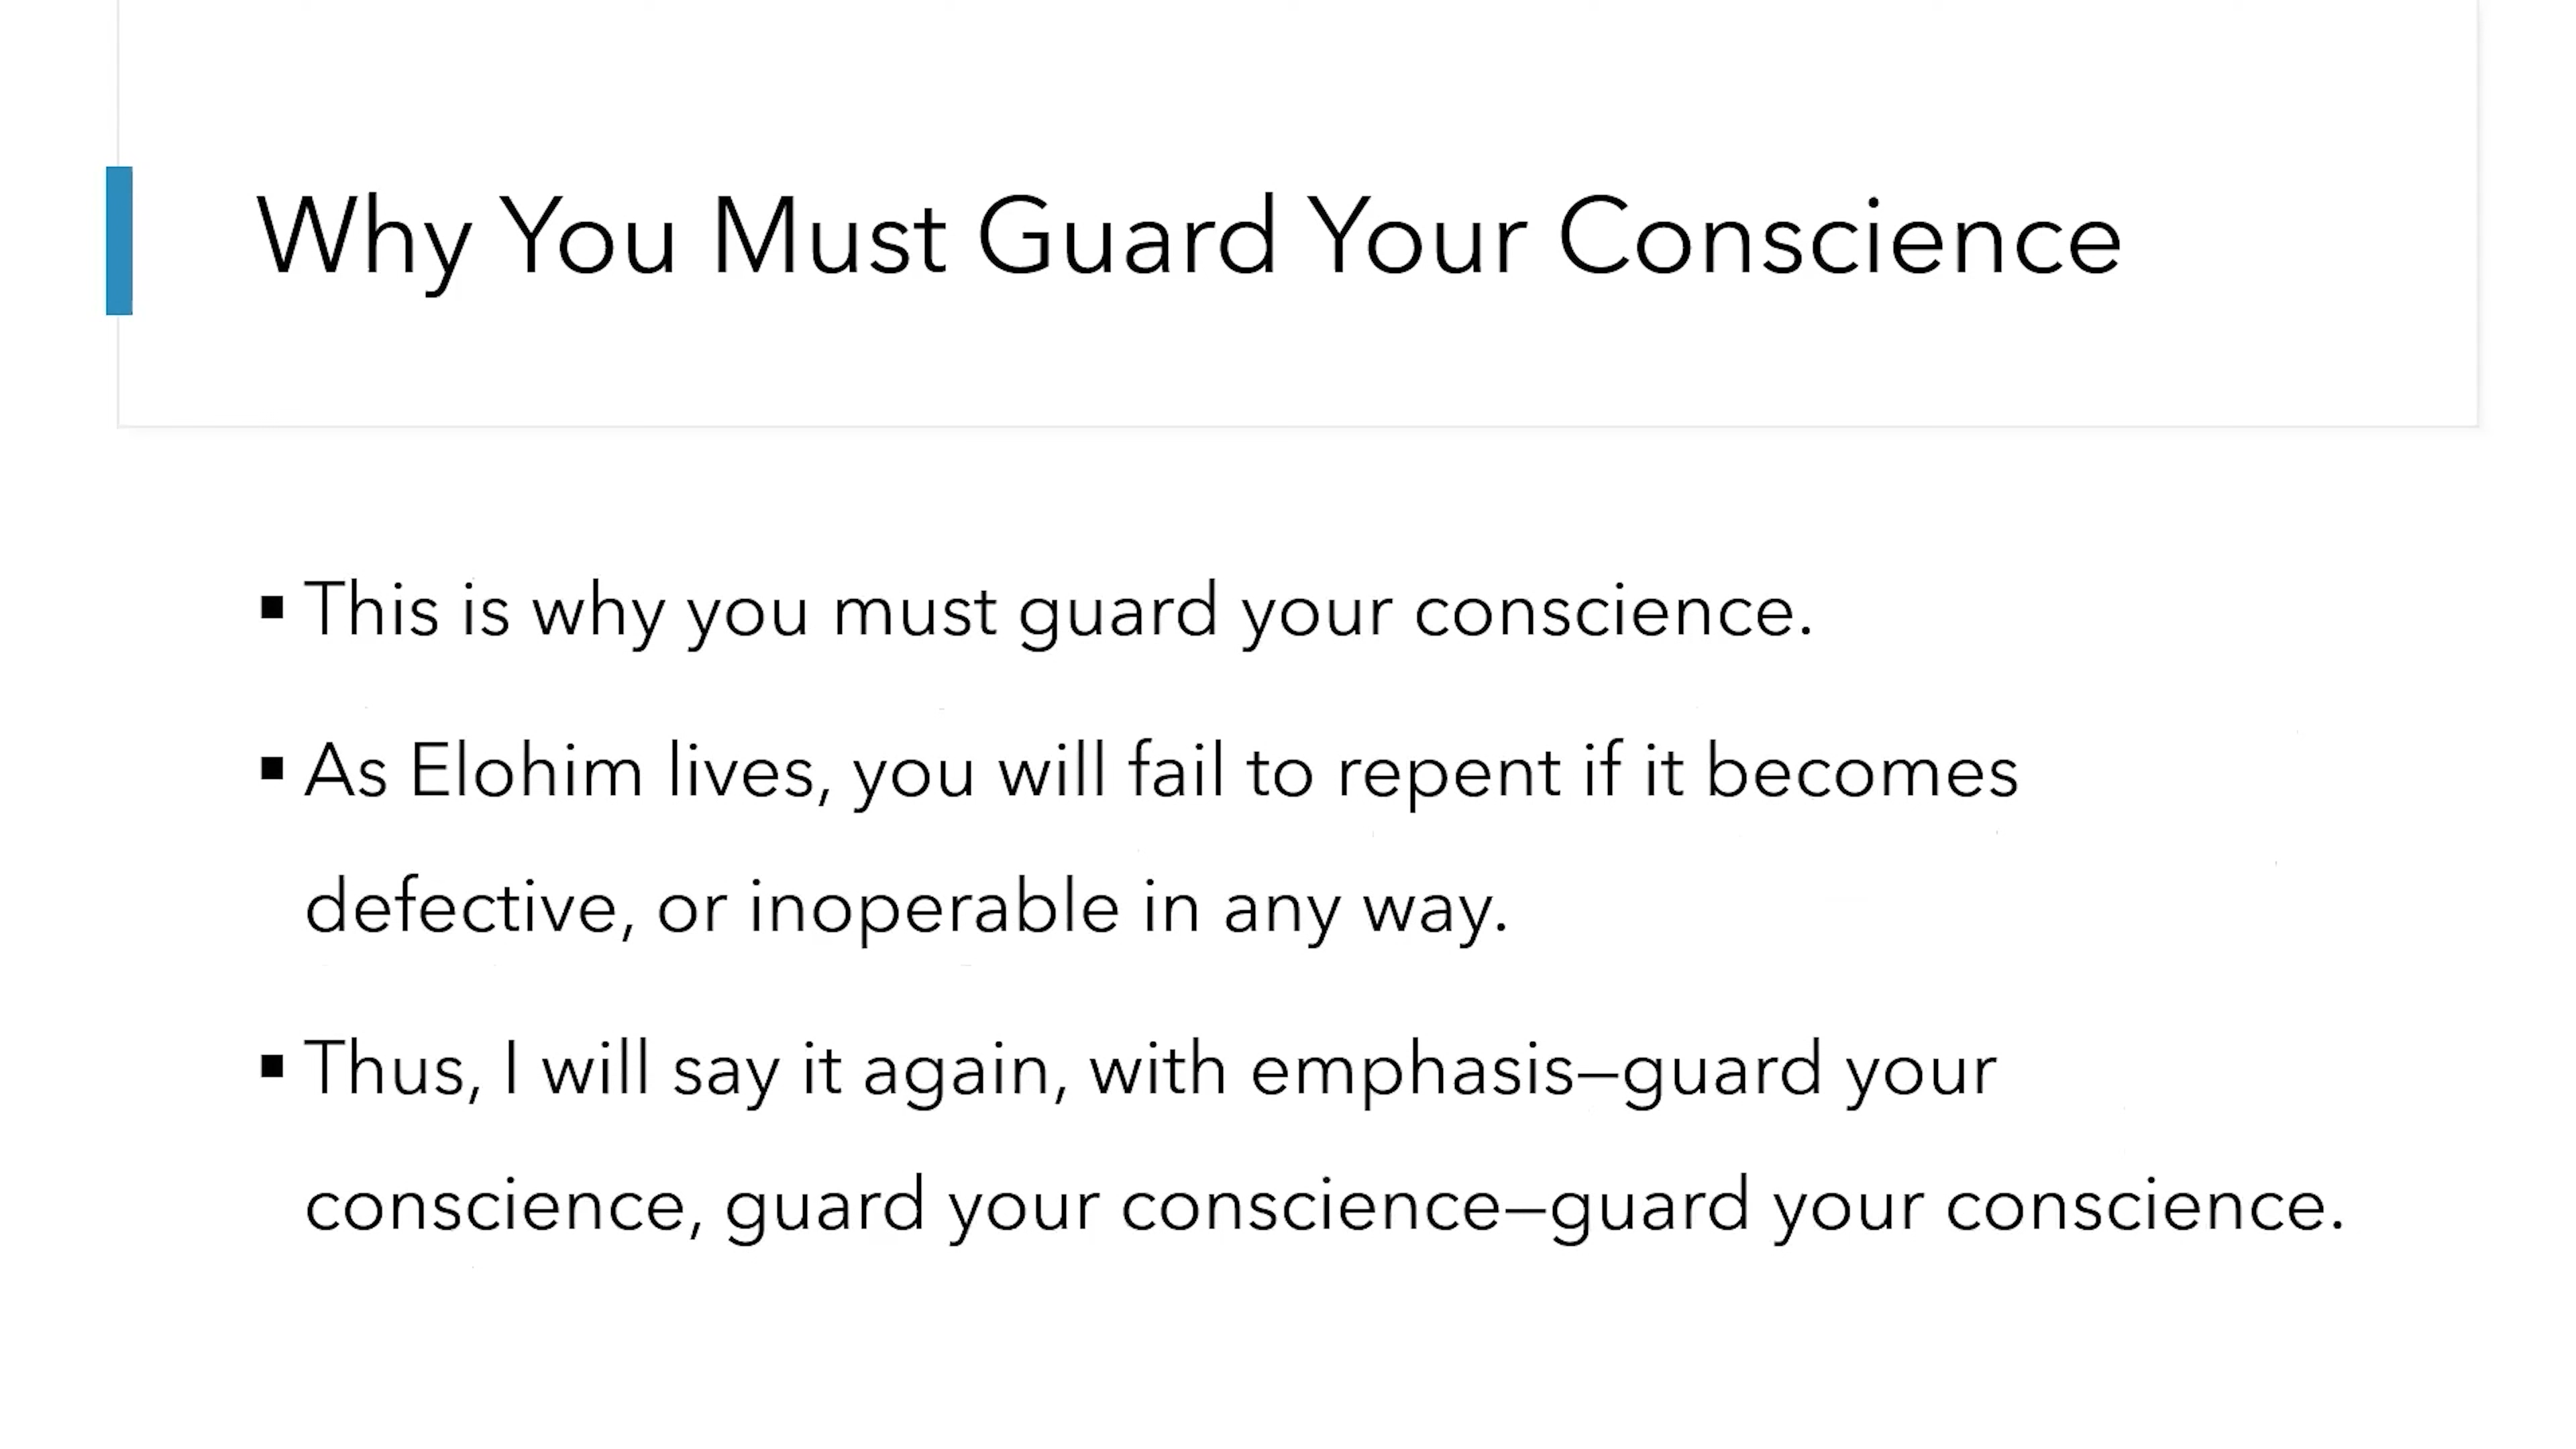 Why You Must Guard Your Conscience
▪ This is why you must guard your conscience.
▪ As Elohim lives, you will fail to repent if it becomes
defective, or inoperable in any way.
▪ Thus, I will say it again, with emphasis—guard your
conscience, guard your conscience—guard your conscience.